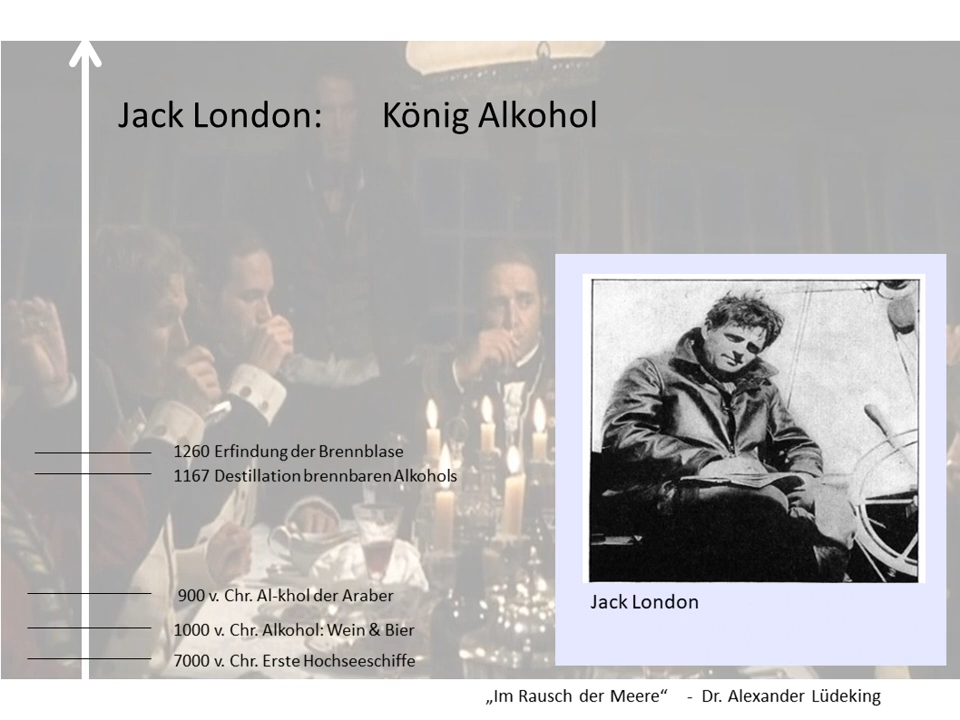 Jack London: König Alkohol
1260 Erfindung der Brennblase
1167 Destillation brennbaren Alkohols
900 v. Chr. Al-khol der Araber
1000 v. Chr. Alkohol: Wein & Bier
7000 v. Chr. Erste Hochseeschiffe
Jack London
„Im Rausch der Meere“ - Dr. Alexander Lüdeking